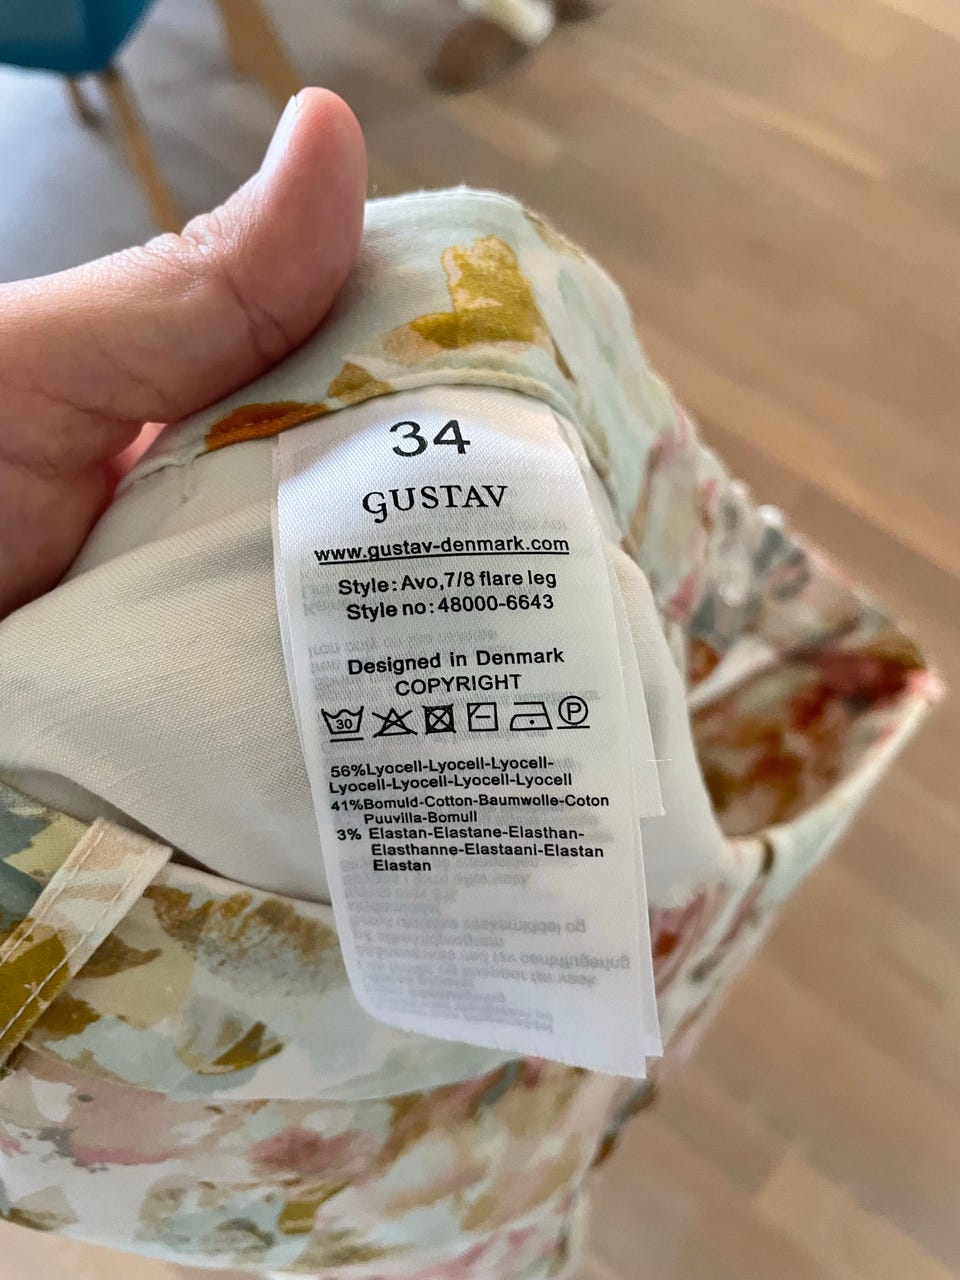 34
GUSTAV
www.gustav-denmark.com
Style:Avo,7/8 flare leg
Style no:48000-6643
Designed in Denmark
COPYRIGHT
30 P
56%Lyocell-Lyocell-Lyocell-
Lyocell-Lyocell-Lyocell-Lyocell
41%Bomuld-Cotton-Baumwolle-Coton
Puuvilla-Bomull
3% Elastan-Elastane-Elasthan-
Elasthanne-Elastaani-Elastan
Elastan